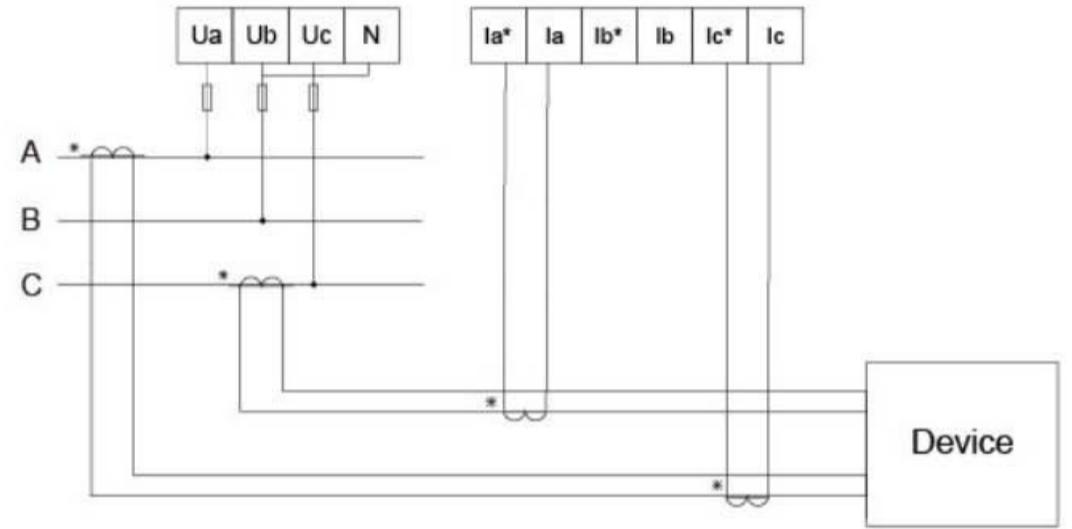 Ua Ub Uc N Ia* Ia Ib* Ib Ic* Ic
A *
B
C *
*
Device
*